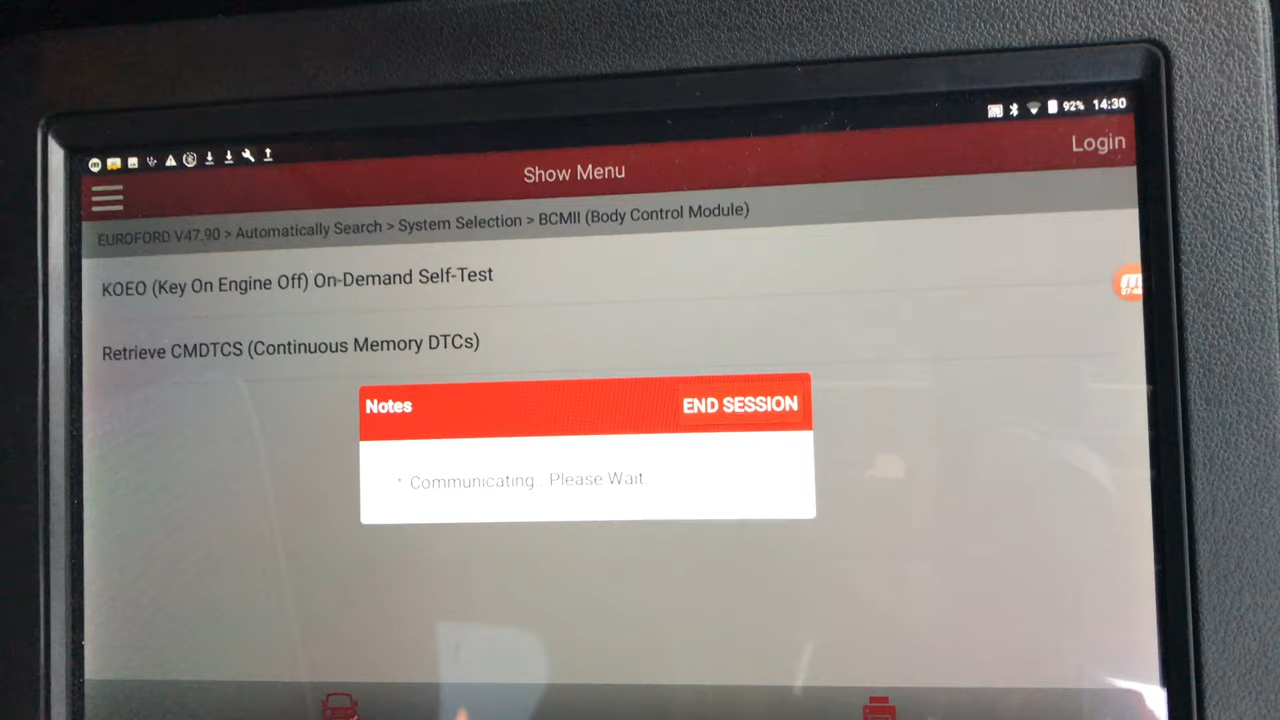 92% 14:30
Show Menu
Login
EUROFORD V47.90 > Automatically Search > System Selection > BCMII (Body Control Module)
KOEO (Key On Engine Off) On-Demand Self-Test
Retrieve CMDTCS (Continuous Memory DTCs)
Notes
END SESSION
* Communicating.. Please Wait.